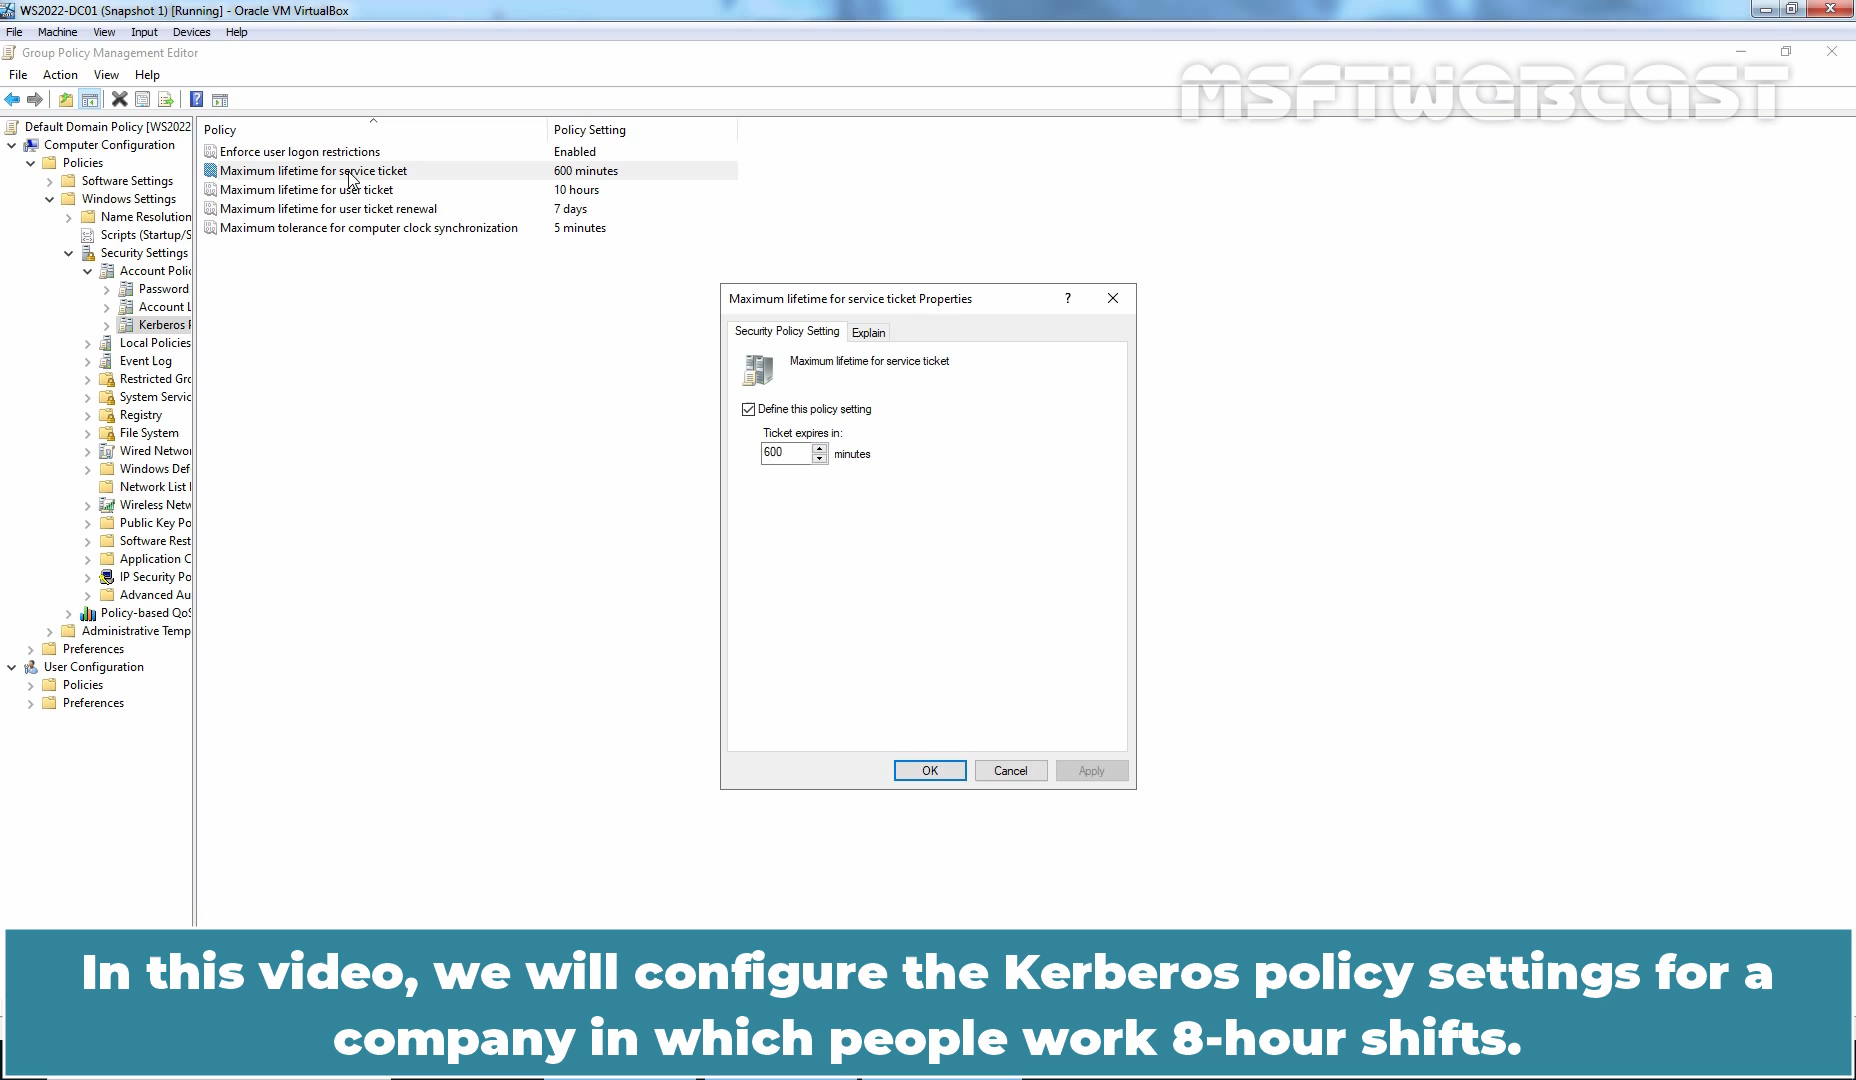 WS2022-DC01 (Snapshot 1) [Running] - Oracle VM VirtualBox
File Machine View Input Devices Help
Group Policy Management Editor
File Action View Help
MSFTWEBCAST
Default Domain Policy [WS2022
Computer Configuration
Policies
Software Settings
Windows Settings
Name Resolution
Scripts (Startup/S
Security Settings
Account Polic
Password
Account L
Kerberos P
Local Policies
Event Log
Restricted Gro
System Servic
Registry
File System
Wired Networ
Windows Def
Network List
Wireless Netw
Public Key Po
Software Rest
Application C
IP Security Po
Advanced Au
Policy-based QoS
Administrative Temp
Preferences
User Configuration
Policies
Preferences
Policy Policy Setting
Enforce user logon restrictions Enabled
Maximum lifetime for service ticket 600 minutes
Maximum lifetime for user ticket 10 hours
Maximum lifetime for user ticket renewal 7 days
Maximum tolerance for computer clock synchronization 5 minutes
Maximum lifetime for service ticket Properties ?
Security Policy Setting Explain
Maximum lifetime for service ticket
Define this policy setting
Ticket expires in:
600 minutes
OK Cancel Apply
In this video, we will configure the Kerberos policy settings for a
company in which people work 8-hour shifts.